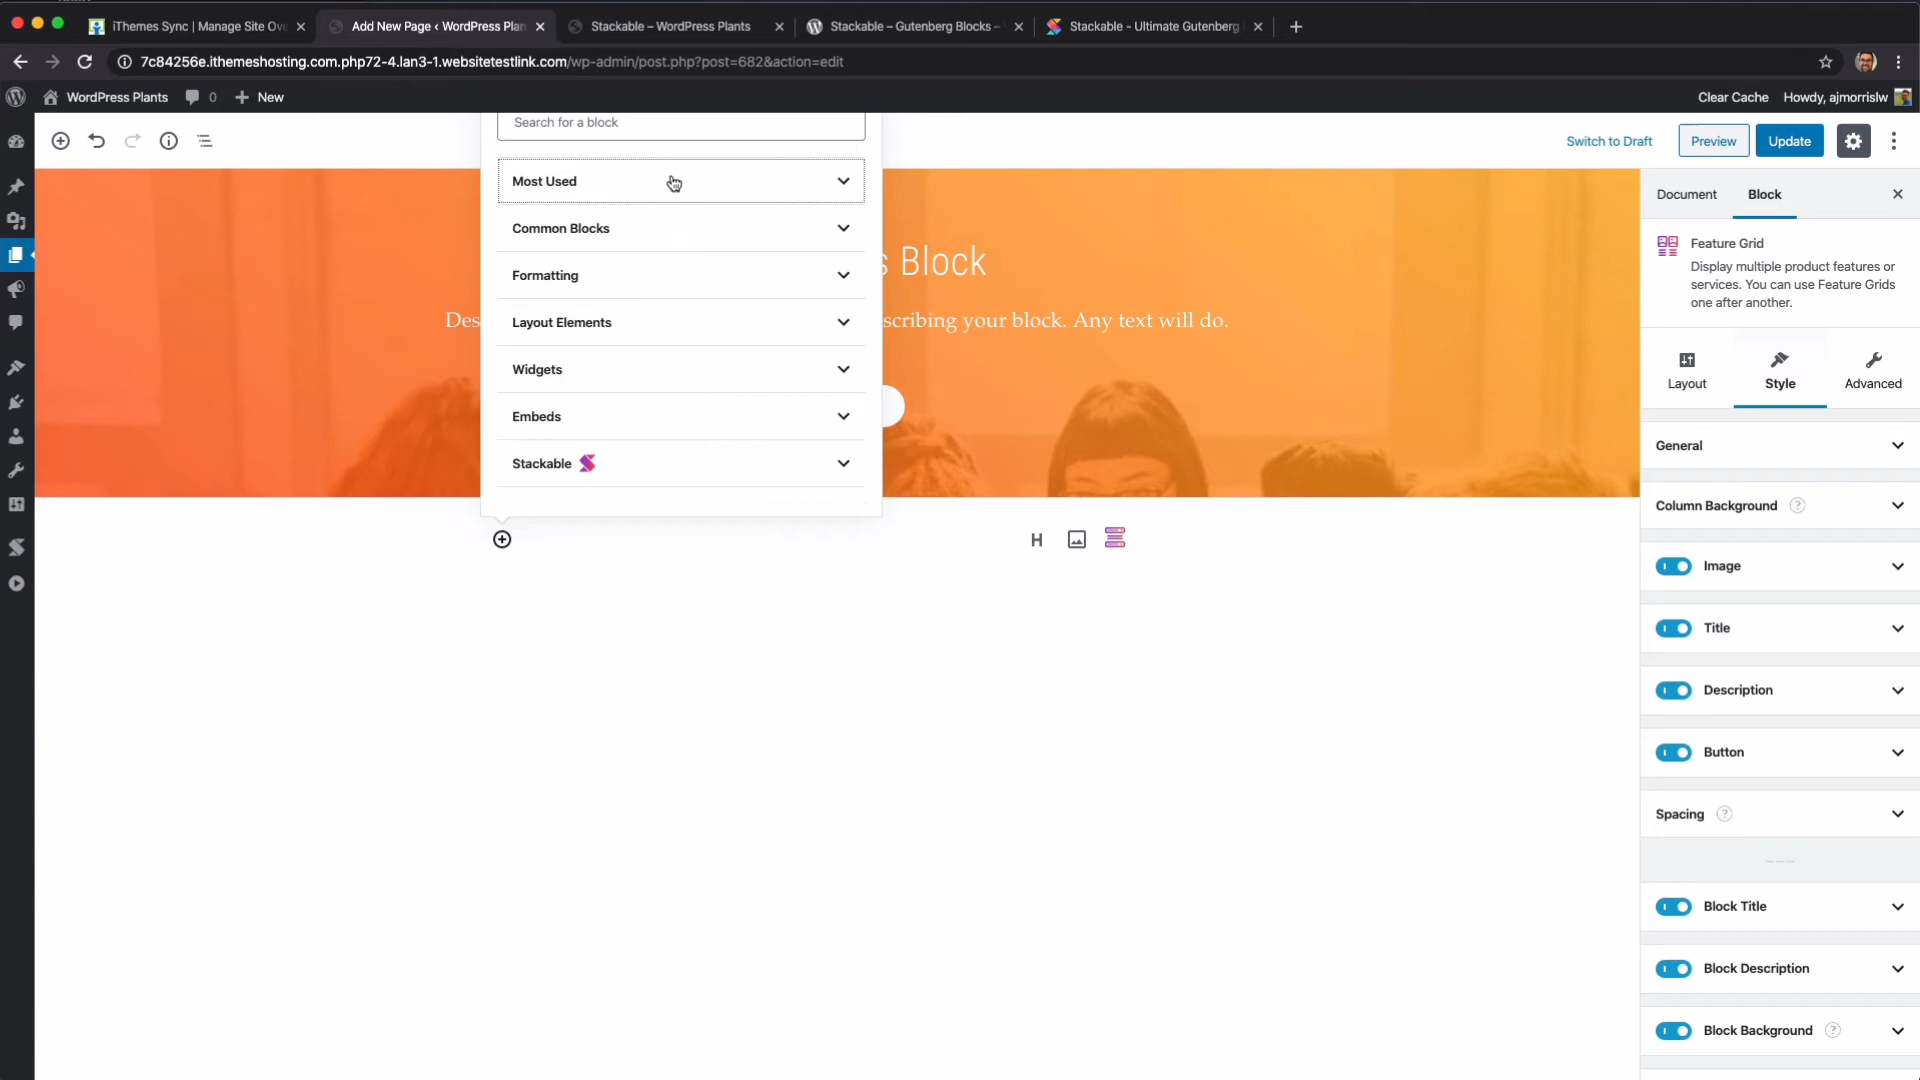 iThemes Sync | Manage Site Ove
Add New Page ‹ WordPress Plan
Stackable – WordPress Plants
Stackable – Gutenberg Blocks –
Stackable - Ultimate Gutenberg
7c84256e.ithemeshosting.com.php72-4.lan3-1.websitetestlink.com/wp-admin/post.php?post=682&action=edit
WordPress Plants
0
New
Clear Cache
Howdy, ajmorrislw
Switch to Draft
Preview
Update
Search for a block
Most Used
Common Blocks
Formatting
Layout Elements
Widgets
Embeds
Stackable
s Block
Des
scribing your block. Any text will do.
H
Document
Block
Feature Grid
Display multiple product features or
services. You can use Feature Grids
one after another.
Layout
Style
Advanced
General
Column Background ?
Image
Title
Description
Button
Spacing ?
Block Title
Block Description
Block Background ?